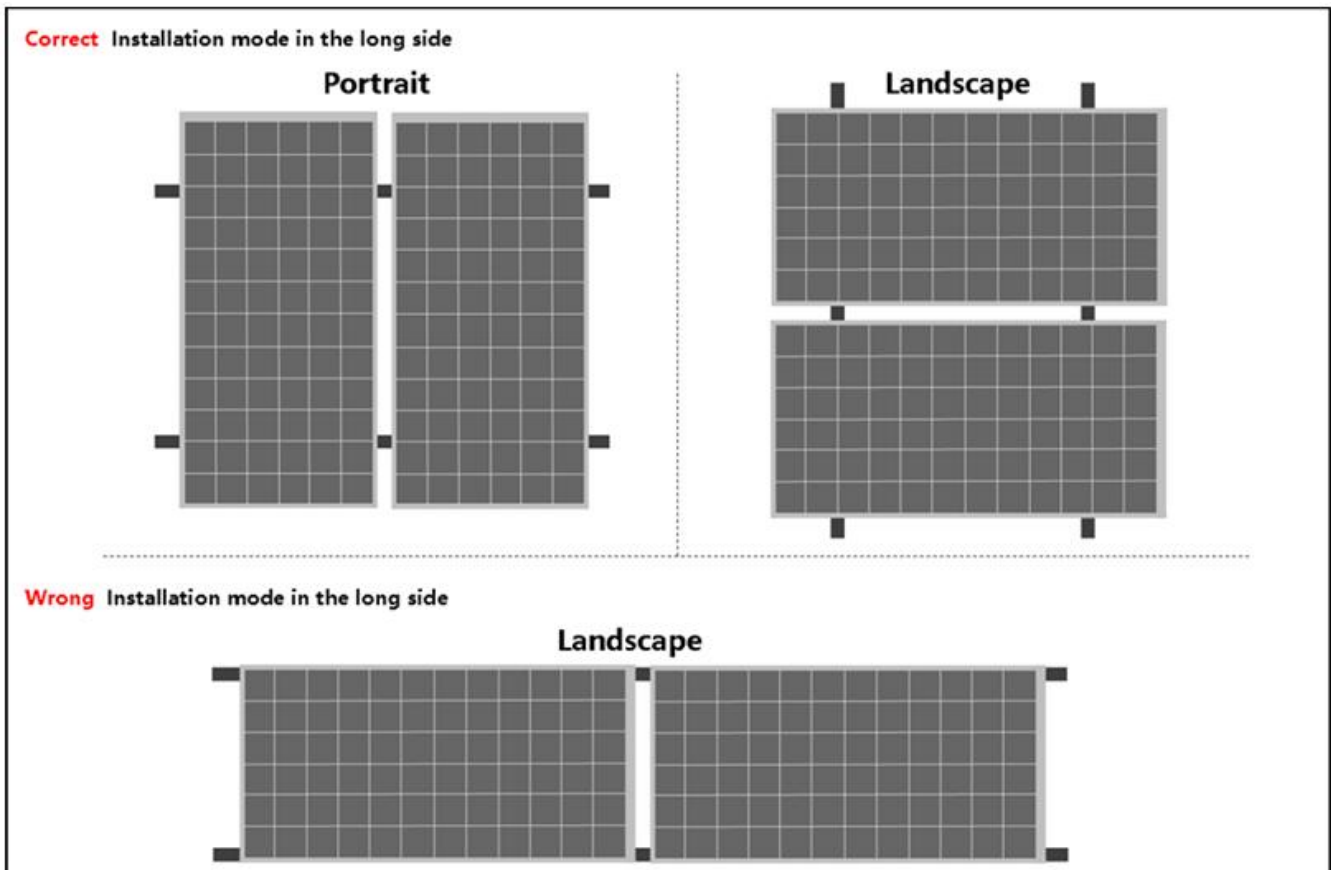 Correct Installation mode in the long side
Portrait
Landscape
Wrong Installation mode in the long side
Landscape